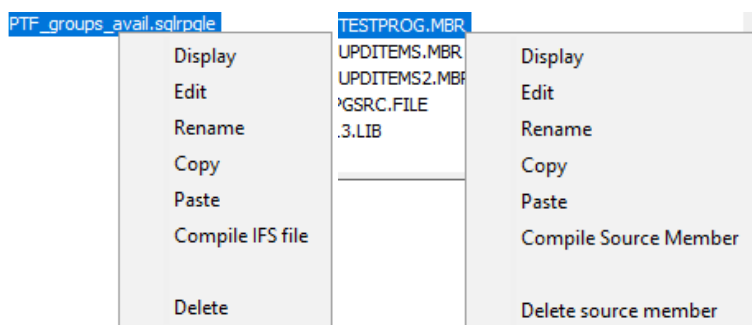 PTF_groups_avail.sqlrpgle
Display
Edit
Rename
Copy
Paste
Compile IFS file
Delete
TESTPROG.MBR
UPDITEMS.MBR
UPDITEMS2.MBR
PGSRC.FILE
.3.LIB
Display
Edit
Rename
Copy
Paste
Compile Source Member
Delete source member